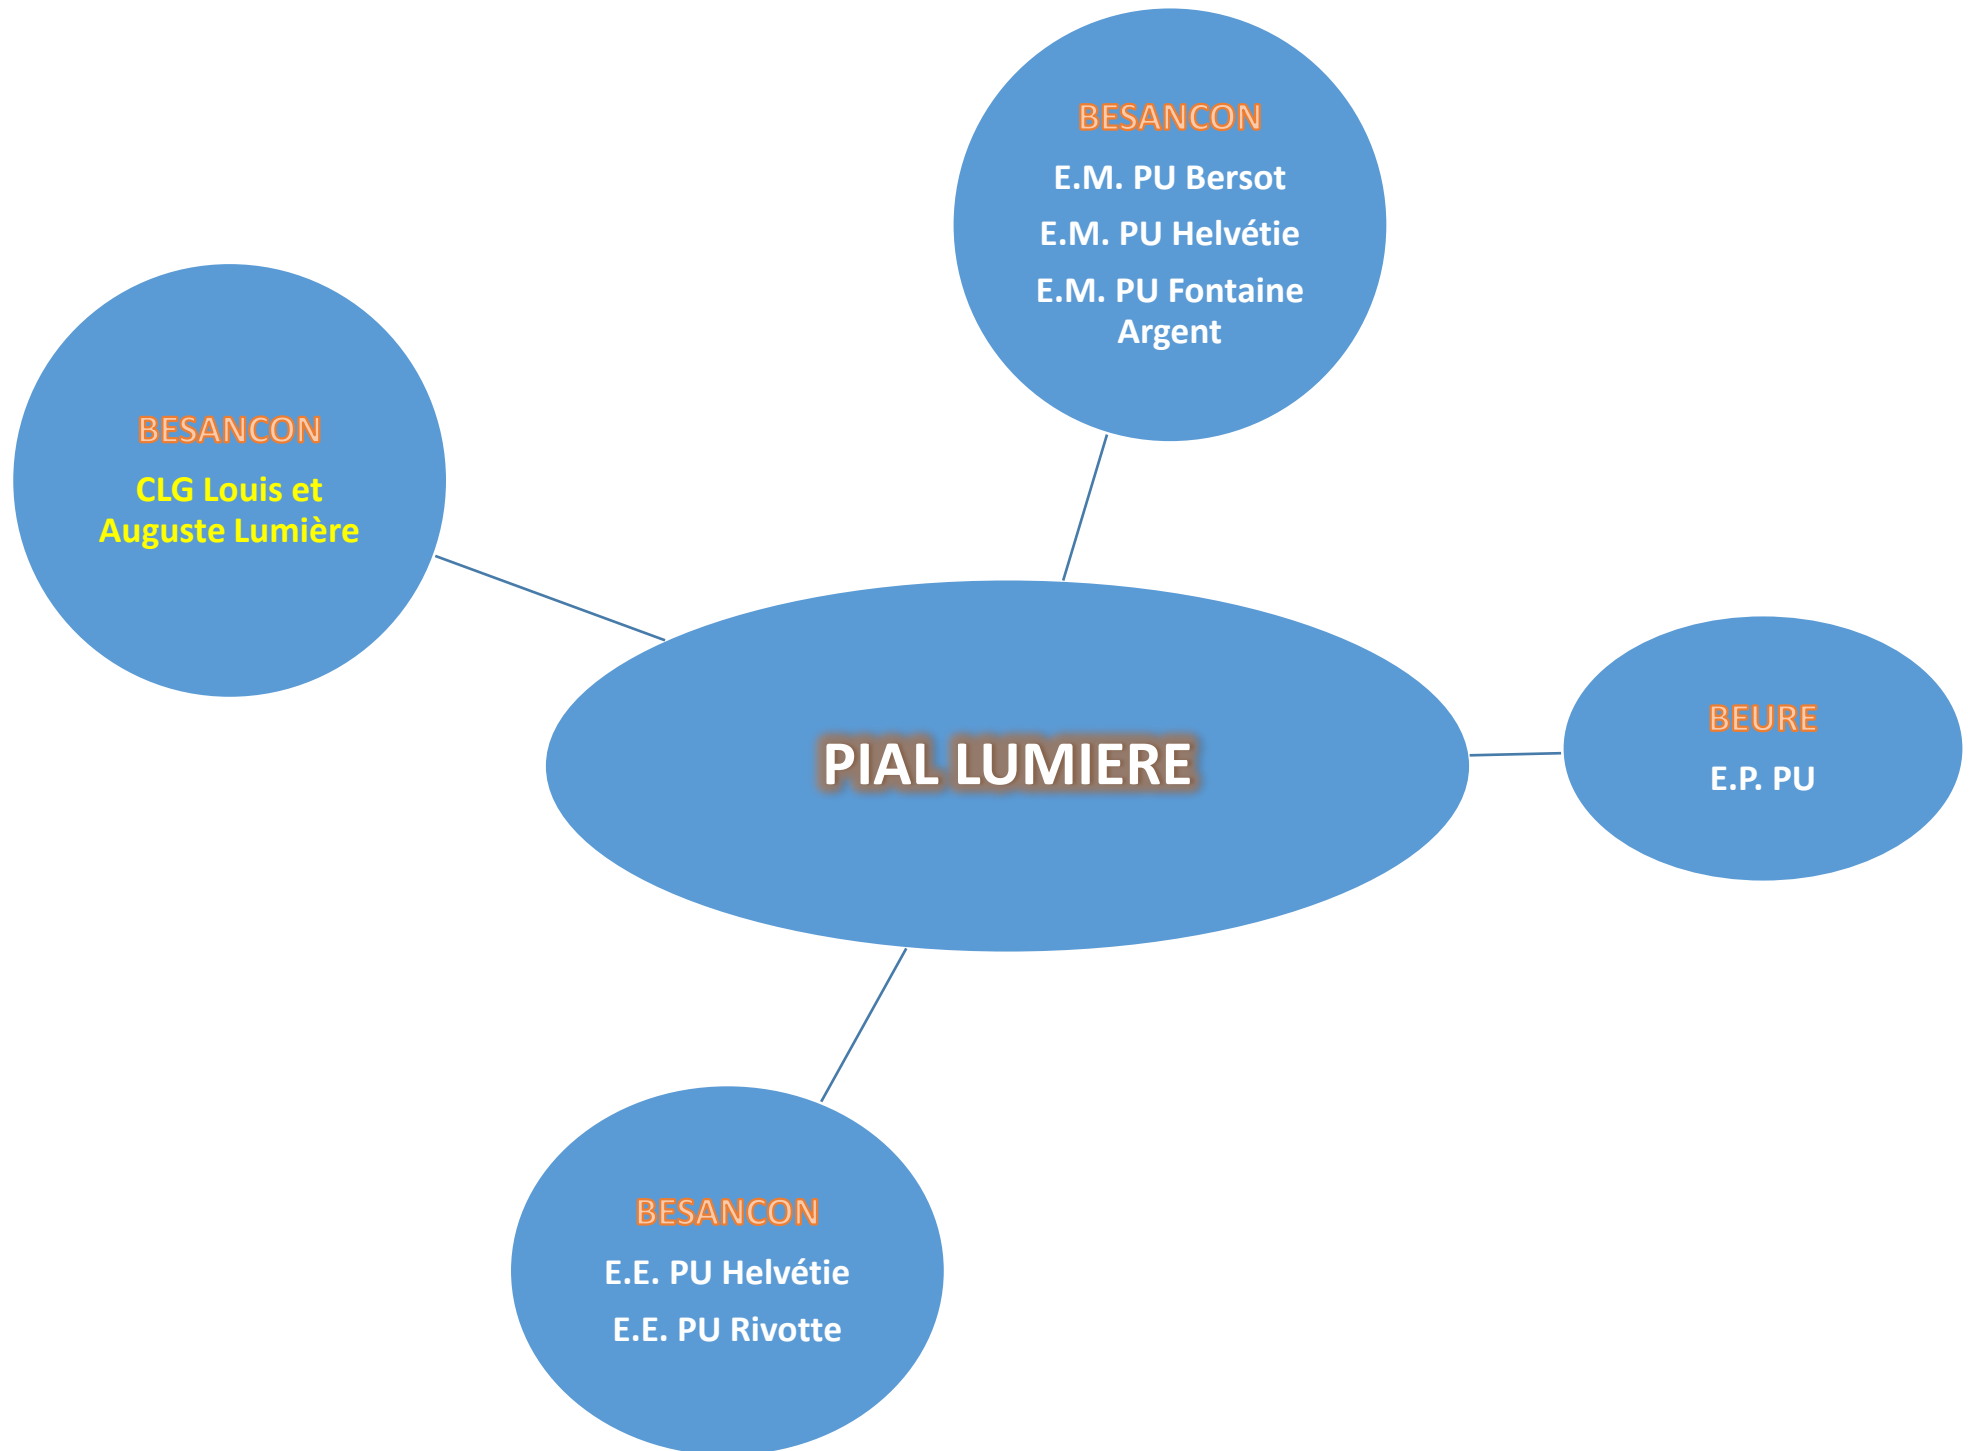 BESANCON
E.M. PU Bersot
E.M. PU Helvétie
E.M. PU Fontaine
Argent
BESANCON
CLG Louis et
Auguste Lumière
PIAL LUMIERE
BEURE
E.P. PU
BESANCON
E.E. PU Helvétie
E.E. PU Rivotte